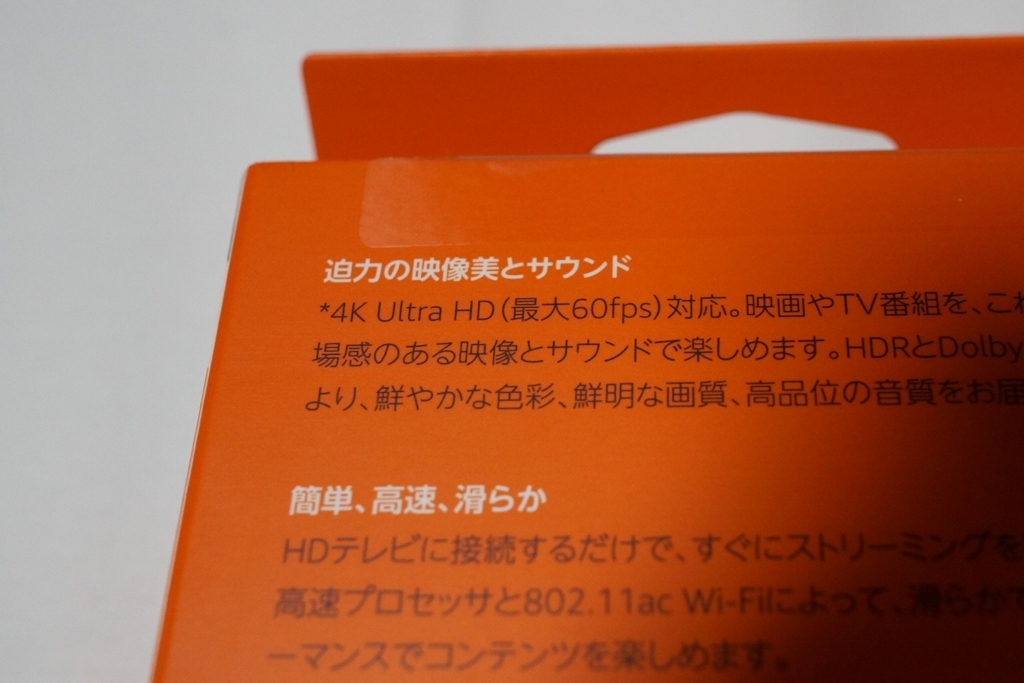 迫力の映像美とサウンド
*4K Ultra HD(最大60fps)対応。映画やTV番組を、これ
場感のある映像とサウンドで楽しめます。HDRとDolby
より、鮮やかな色彩、鮮明な画質、高品位の音質をお届
簡単、高速、滑らか
HDテレビに接続するだけで、すぐにストリーミングを
高速プロセッサと802.11ac Wi-Fiによって、滑らかで
ーマンスでコンテンツを楽しめます。